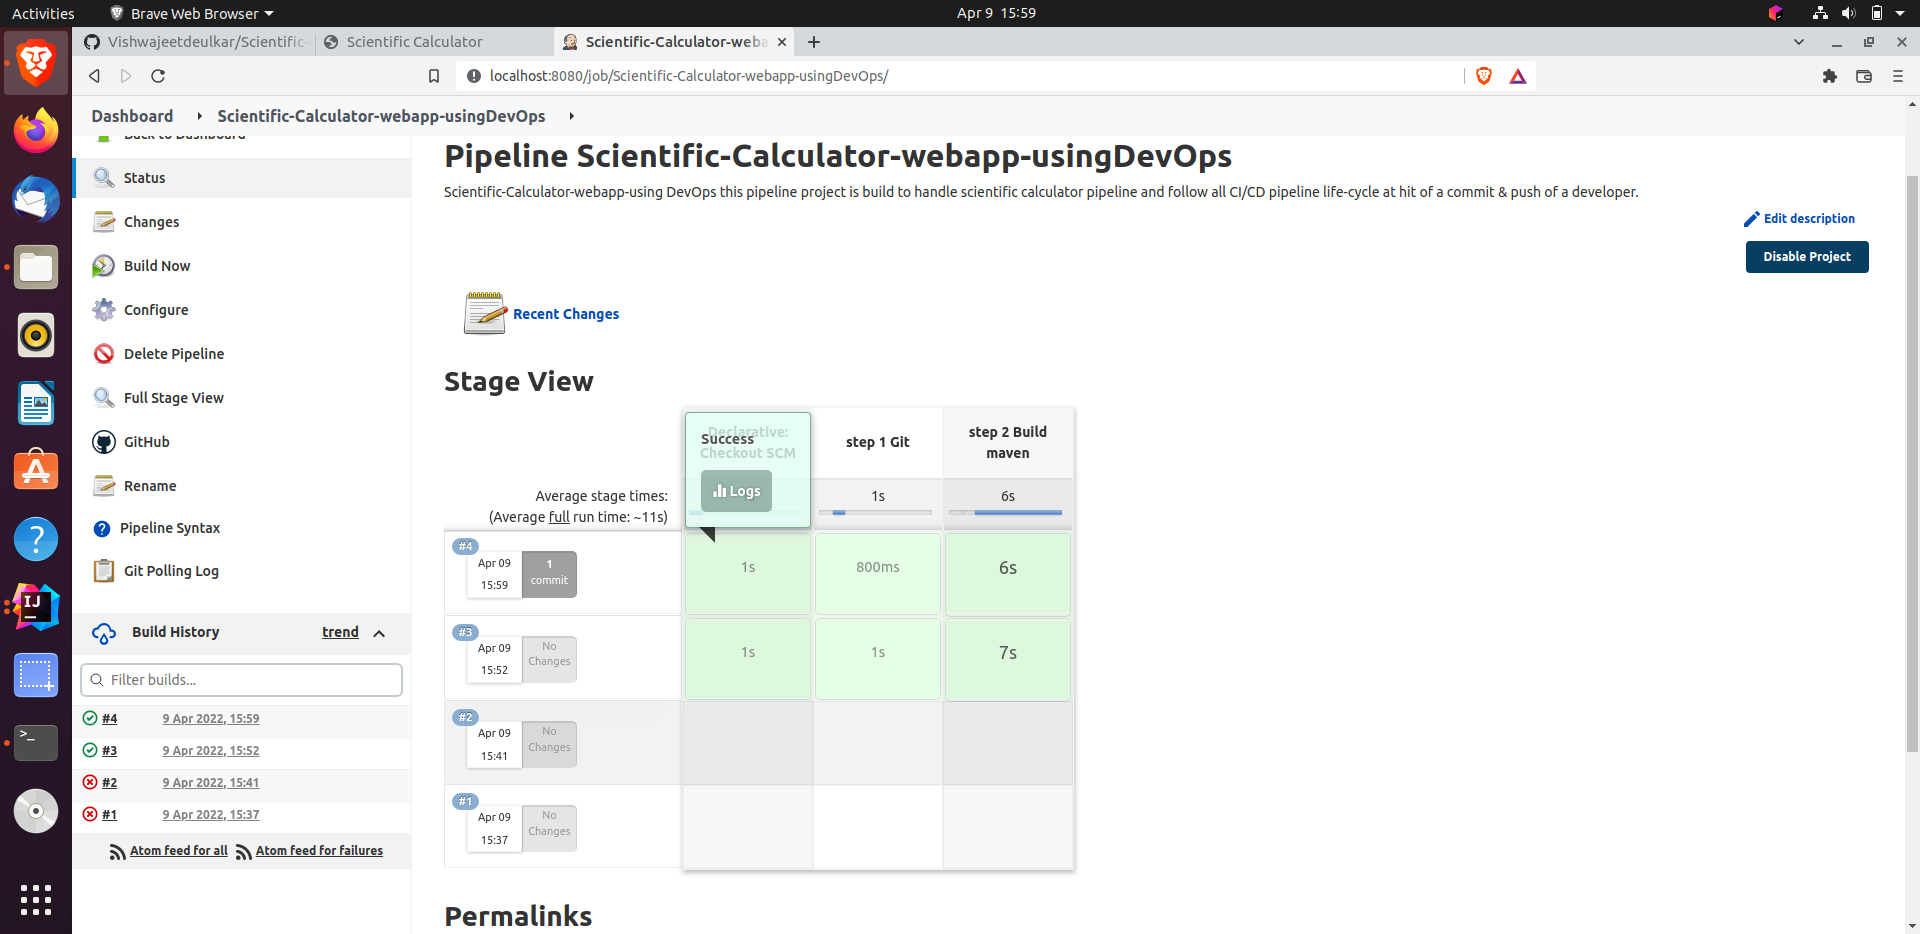 Activities
Brave Web Browser
Apr 9 15:59
Vishwajeetdeulkar/Scientific-
Scientific Calculator
Scientific-Calculator-weba
localhost:8080/job/Scientific-Calculator-webapp-usingDevOps/
Dashboard
Scientific-Calculator-webapp-usingDevOps
Back to Dashboard
Status
Changes
Build Now
Configure
Delete Pipeline
Full Stage View
GitHub
Rename
Pipeline Syntax
Git Polling Log
Build History
trend
Filter builds...
#4 9 Apr 2022, 15:59
#3 9 Apr 2022, 15:52
#2 9 Apr 2022, 15:41
#1 9 Apr 2022, 15:37
Atom feed for all Atom feed for failures
Pipeline Scientific-Calculator-webapp-usingDevOps
Scientific-Calculator-webapp-using DevOps this pipeline project is build to handle scientific calculator pipeline and follow all CI/CD pipeline life-cycle at hit of a commit & push of a developer.
Edit description
Disable Project
Recent Changes
Stage View
Declarative:
Checkout SCM
Success
Logs
step 1 Git
step 2 Build
maven
Average stage times:
(Average full run time: ~11s)
1s
6s
#4
Apr 09
15:59
1
commit
1s
800ms
6s
#3
Apr 09
15:52
No
Changes
1s
1s
7s
#2
Apr 09
15:41
No
Changes
#1
Apr 09
15:37
No
Changes
Permalinks
IJ
>_